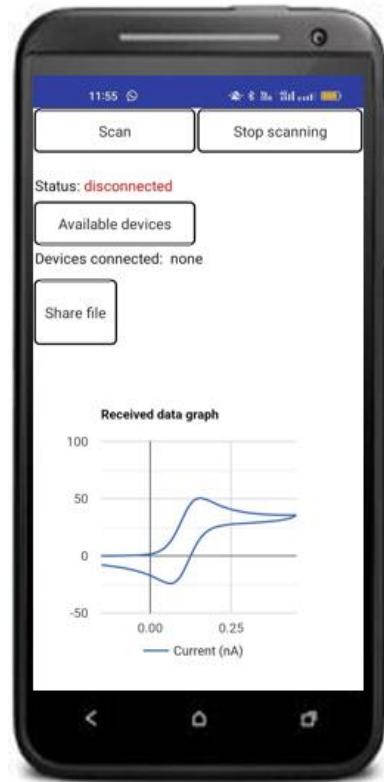 11:55
Scan Stop scanning
Status: disconnected
Available devices
Devices connected: none
Share file
Received data graph
100
50
0
-50
0.00 0.25
Current (nA)